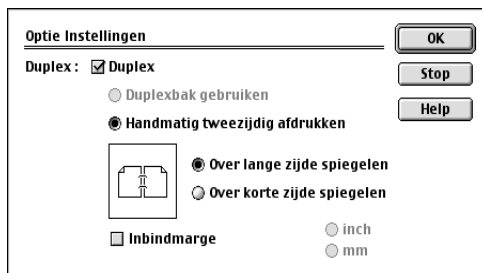 Optie Instellingen
OK
Duplex : Duplex
Stop
Duplexbak gebruiken
Help
Handmatig tweezijdig afdrukken
Over lange zijde spiegelen
Over korte zijde spiegelen
Inbindmarge
inch
mm